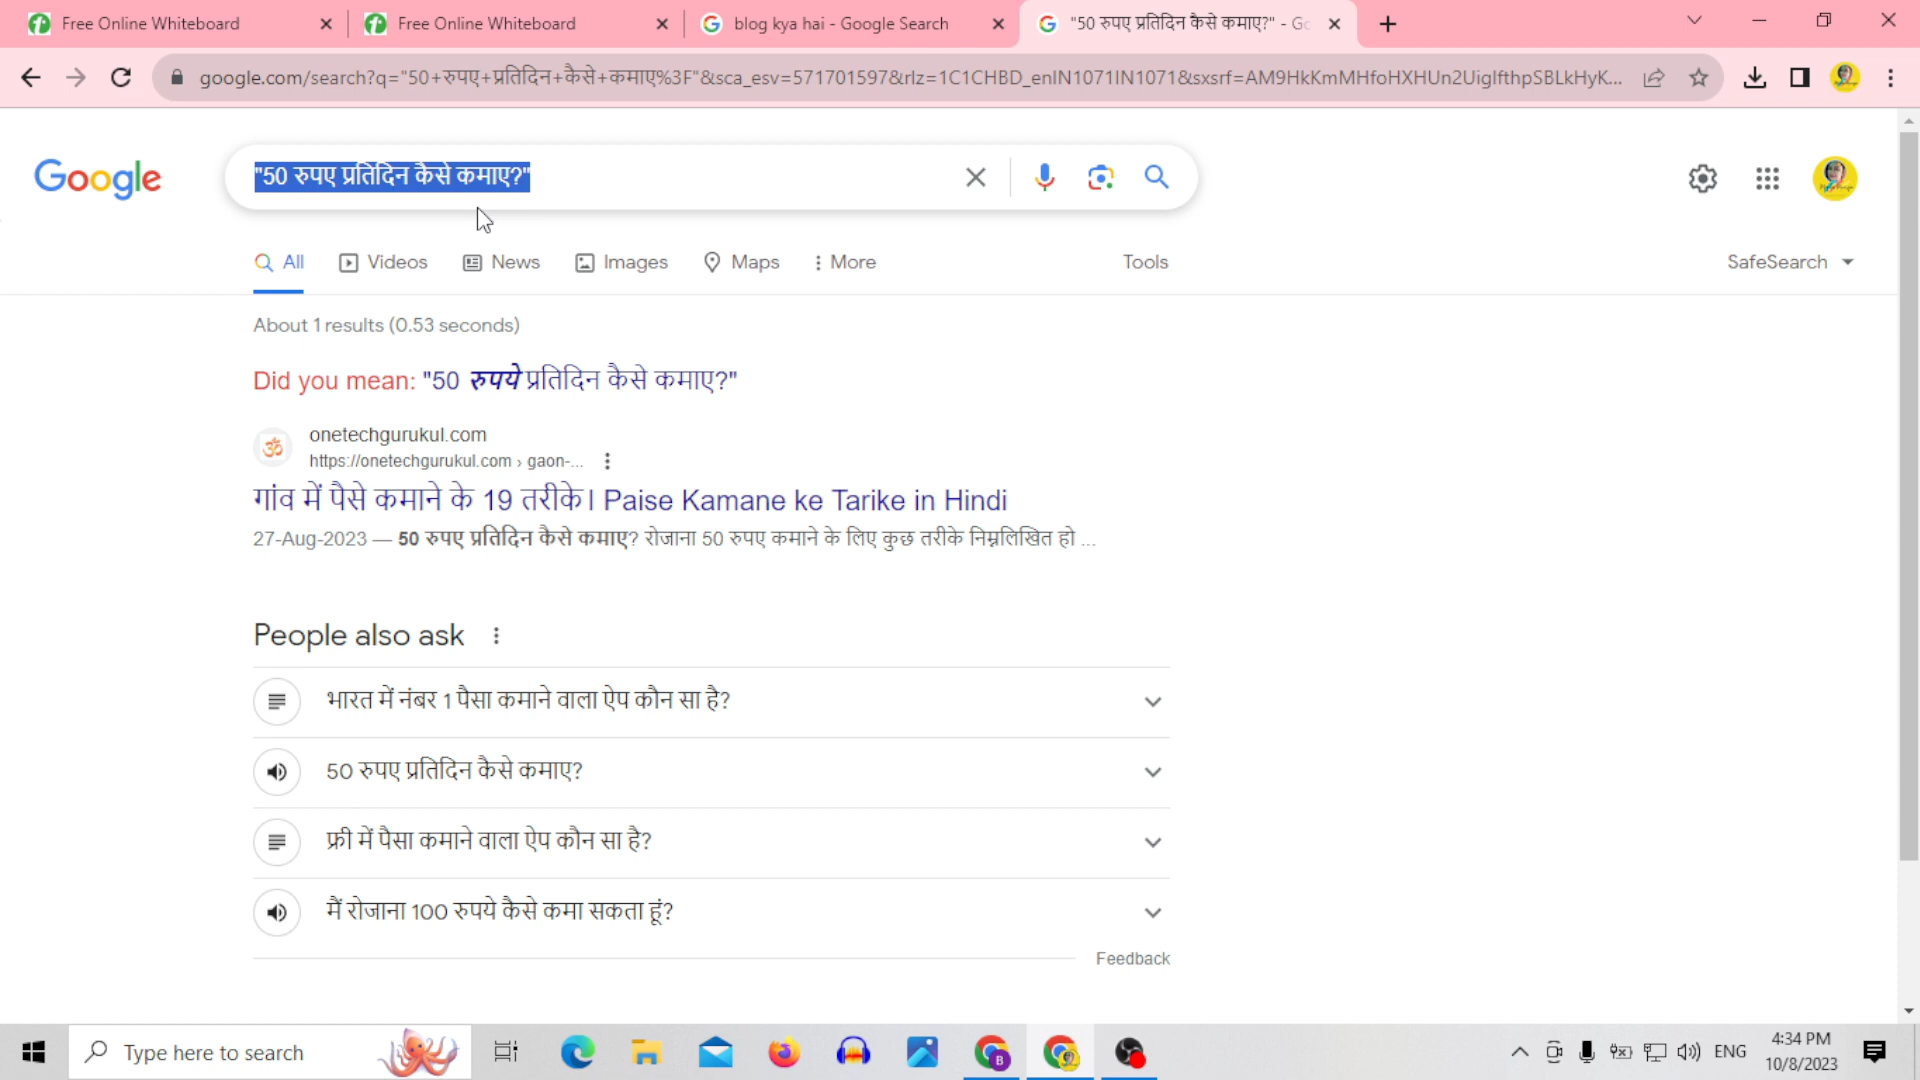 Free Online Whiteboard
Free Online Whiteboard
blog kya hai - Google Search
"50 रुपए प्रतिदिन कैसे कमाए?" - Go
google.com/search?q="50+रुपए+प्रतिदिन+कैसे+कमाए%3F"&sca_esv=571701597&rlz=1C1CHBD_enIN1071IN1071&sxsrf=AM9HkKmMHfoHXHUn2UiglfthpSBLkHyK...
Google
"50 रुपए प्रतिदिन कैसे कमाए?"
All Videos News Images Maps More Tools SafeSearch
About 1 results (0.53 seconds)
Did you mean: "50 रुपये प्रतिदिन कैसे कमाए?"
ॐ
onetechgurukul.com
https://onetechgurukul.com › gaon-...
गांव में पैसे कमाने के 19 तरीके। Paise Kamane ke Tarike in Hindi
27-Aug-2023 — 50 रुपए प्रतिदिन कैसे कमाए? रोजाना 50 रुपए कमाने के लिए कुछ तरीके निम्नलिखित हो ...
People also ask
भारत में नंबर 1 पैसा कमाने वाला ऐप कौन सा है?
50 रुपए प्रतिदिन कैसे कमाए?
फ्री में पैसा कमाने वाला ऐप कौन सा है?
मैं रोजाना 100 रुपये कैसे कमा सकता हूं?
Feedback
Type here to search
B
ENG
4:34 PM
10/8/2023